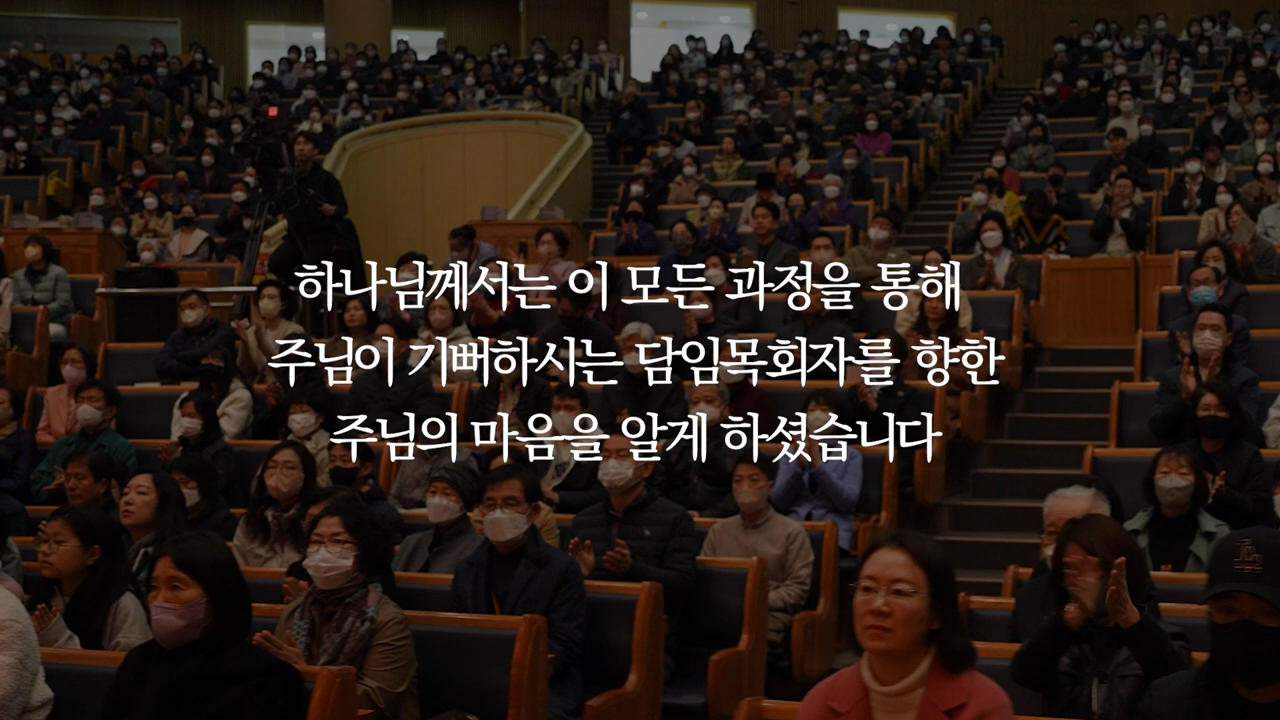 하나님께서는 이 모든 과정을 통해
주님이 기뻐하시는 담임목회자를 향한
주님의 마음을 알게 하셨습니다